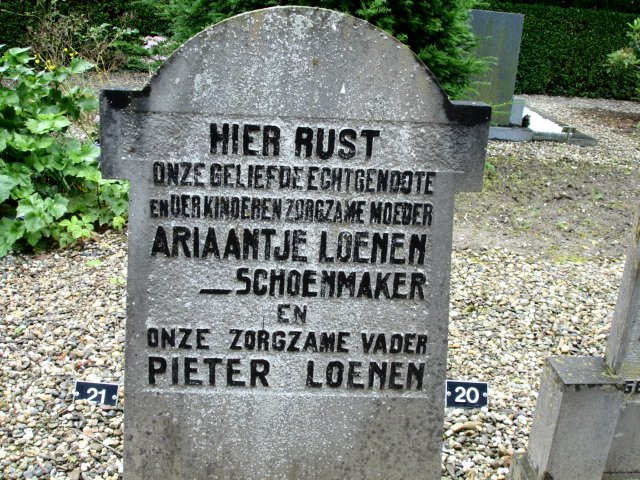 HIER RUST
ONZE GELIEFDE ECHTGENOOTE
EN DER KINDEREN ZORGZAME MOEDER
ARIAANTJE LOENEN
— SCHOENMAKER
EN
ONZE ZORGZAME VADER
PIETER LOENEN
• 21 •
• 20 •